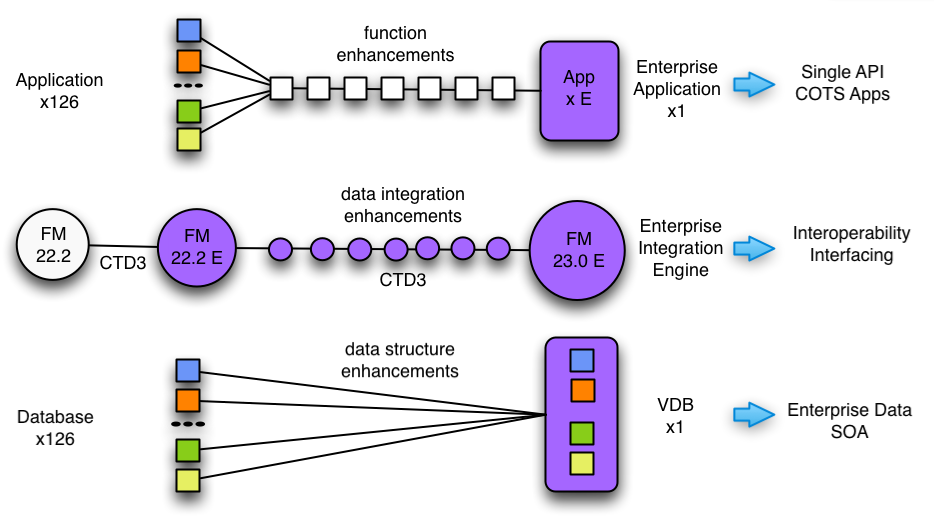 Application
x126
function
enhancements
App
x E
Enterprise
Application
x1
Single API
COTS Apps
FM
22.2
CTD3
FM
22.2 E
data integration
enhancements
CTD3
FM
23.0 E
Enterprise
Integration
Engine
Interoperability
Interfacing
Database
x126
data structure
enhancements
VDB
x1
Enterprise Data
SOA